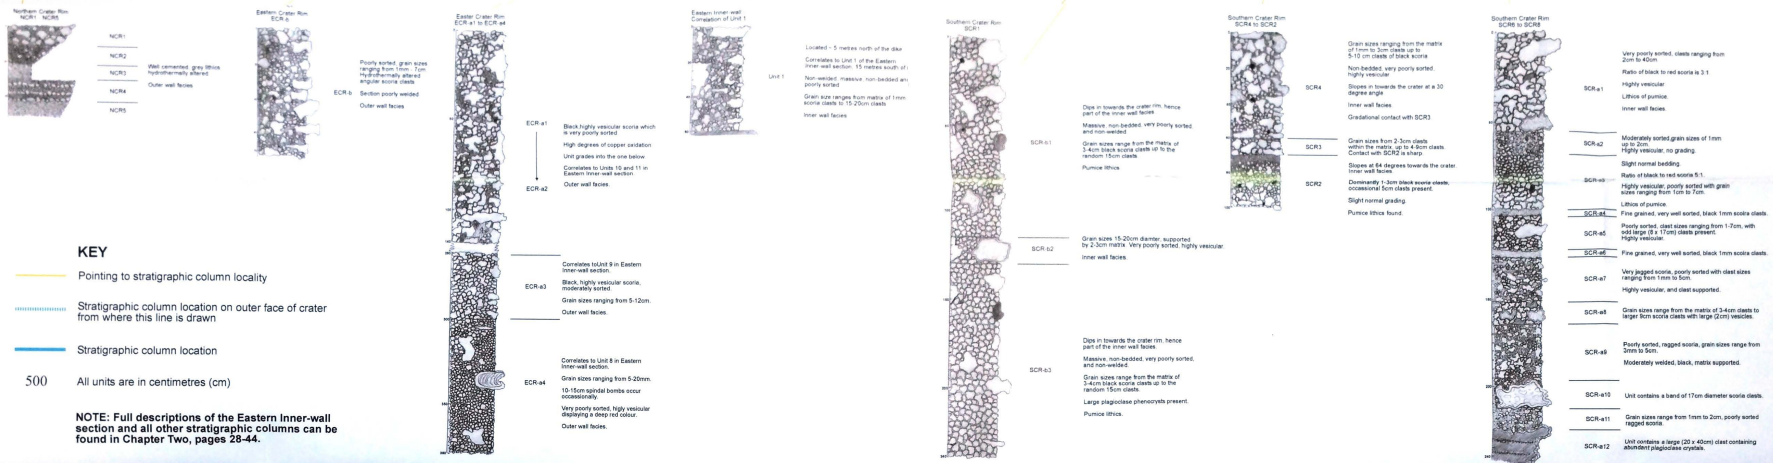 Northern Crater Rim
NCR1 NCR5
NCR1
NCR2
NCR3
NCR4
NCR5
Well cemented, grey lithics
hydrothermally altered
Outer wall facies
Eastern Crater Rim
ECR-b
Poorly sorted, grain sizes
ranging from 1mm - 7cm
Hydrothermally altered
angular scoria clasts
ECR-b
Section poorly welded
Outer wall facies
Easter Crater Rim
ECR-a1 to ECR-a4
ECR-a1
ECR-a2
Black highly vesicular scoria which
is very poorly sorted
High degrees of copper oxidation
Unit grades into the one below
Correlates to Units 10 and 11 in
Eastern Inner-wall section
Outer wall facies.
ECR-a3
Correlates toUnit 9 in Eastern
Inner-wall section.
Black, highly vesicular scoria,
moderately sorted.
Grain sizes ranging from 5-12cm.
Outer wall facies.
ECR-a4
Correlates to Unit 8 in Eastern
Inner-wall section.
Grain sizes ranging from 5-20mm.
10-15cm spindal bombs occur
occassionally.
Very poorly sorted, higly vesicular
displaying a deep red colour.
Outer wall facies.
Eastern Inner-wall
Correlation of Unit 1
Unit 1
Located ~ 5 metres north of the dike
Correlates to Unit 1 of the Eastern
Inner-wall section. 15 metres south of
Non-welded, massive, non-bedded an
poorly sorted
Grain size ranges from matrix of 1mm
scoria clasts to 15-20cm clasts
Inner wall facies
Southern Crater Rim
SCR1
SCR-b1
Dips in towards the crater rim, hence
part of the inner wall facies
Massive, non-bedded, very poorly sorted
and non-welded
Grain sizes range from the matrix of
3-4cm black scoria clasts up to the
random 15cm clasts
Pumice lithics
SCR-b2
Grain sizes 15-20cm diamter, supported
by 2-3cm matrix. Very poorly sorted, highly vesicular
Inner wall facies.
SCR-b3
Dips in towards the crater rim, hence
part of the inner wall facies.
Massive, non-bedded, very poorly sorted,
and non-welded.
Grain sizes range from the matrix of
3-4cm black scoria clasts up to the
random 15cm clasts.
Large plagioclase phenocrysts present.
Pumice lithics.
Southern Crater Rim
SCR4 to SCR2
SCR4
Grain sizes ranging from the matrix
of 1mm to 3cm clasts up to
5-10 cm clasts of black scoria
Non-bedded, very poorly sorted,
highly vesicular
Slopes in towards the crater at a 30
degree angle
Inner wall facies
Gradational contact with SCR3
SCR3
Grain sizes from 2-3cm clasts
within the matrix, up to 4-9cm clasts.
Contact with SCR2 is sharp.
SCR2
Slopes at 64 degrees towards the crater.
Inner wall facies.
Dominantly 1-3cm black scoria clasts,
occassional 5cm clasts present.
Slight normal grading.
Pumice lithics found.
Southern Crater Rim
SCR6 to SCR8
SCR-a1
Very poorly sorted, clasts ranging from
2cm to 40cm
Ratio of black to red scoria is 3:1
Highly vesicular
Lithics of pumice.
Inner wall facies.
SCR-a2
Moderately sorted,grain sizes of 1mm
up to 2cm.
Highly vesicular, no grading.
SCR-a3
Slight normal bedding.
Ratio of black to red scoria 5:1.
Highly vesicular, poorly sorted with grain
sizes ranging from 1cm to 7cm.
Lithics of pumice.
SCR-a4
Fine grained, very well sorted, black 1mm scoira clasts.
SCR-a5
Poorly sorted, clast sizes ranging from 1-7cm, with
odd large (8 x 17cm) clasts present.
Highly vesicular.
SCR-a6
Fine grained, very well sorted, black 1mm scoira clasts.
SCR-a7
Very jagged scoria, poorly sorted with clast sizes
ranging from 1mm to 5cm.
Highly vesicular, and clast supported.
SCR-a8
Grain sizes range from the matrix of 3-4cm clasts to
larger 9cm scoria clasts with large (2cm) vesicles.
SCR-a9
Poorly sorted, ragged scoria, grain sizes range from
3mm to 5cm.
Moderately welded, black, matrix supported.
SCR-a10
Unit contains a band of 17cm diameter scoria clasts.
SCR-a11
Grain sizes range from 1mm to 2cm, poorly sorted
ragged scoria.
SCR-a12
Unit contains a large (20 x 40cm) clast containing
abundant plagioclase crystals.
KEY
Pointing to stratigraphic column locality
Stratigraphic column location on outer face of crater
from where this line is drawn
Stratigraphic column location
500 All units are in centimetres (cm)
NOTE: Full descriptions of the Eastern Inner-wall
section and all other stratigraphic columns can be
found in Chapter Two, pages 28-44.